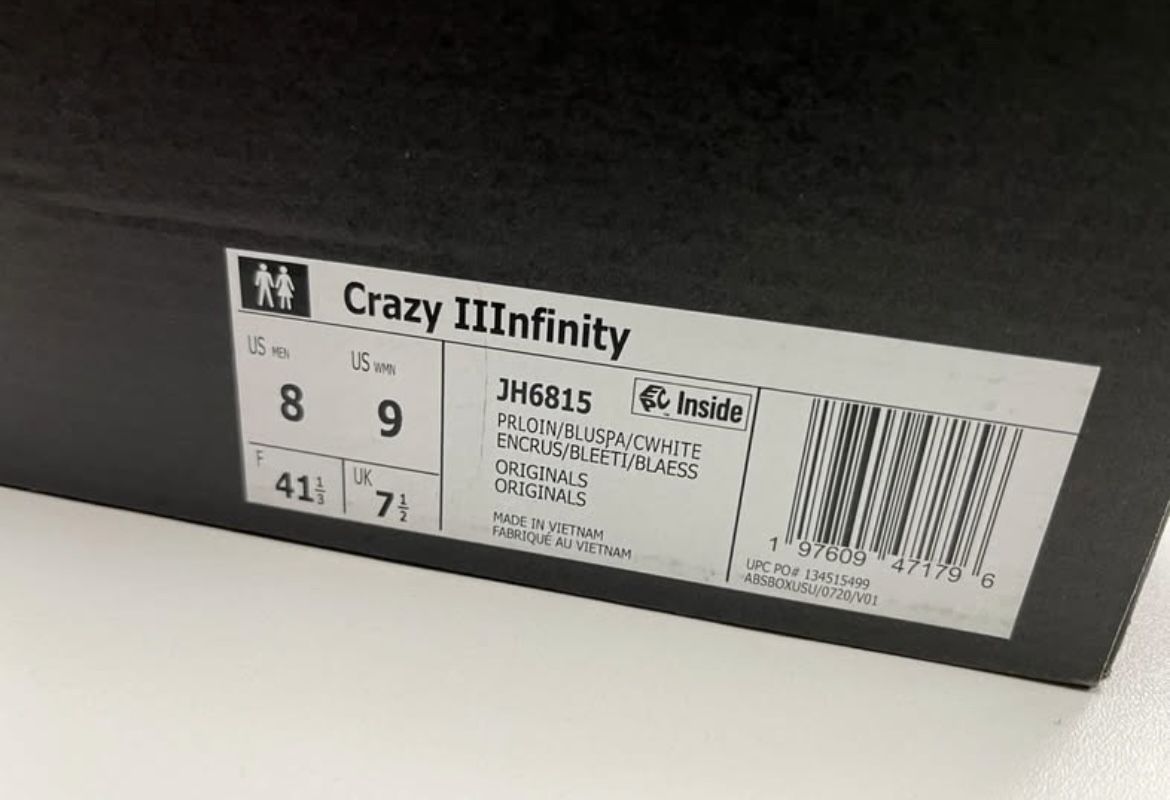 Crazy IIInfinity
US MEN
8
US WMN
9
F
41 1/3
UK
7 1/2
JH6815
EPC Inside
PRLOIN/BLUSPA/CWHITE
ENCRUS/BLEETI/BLAESS
ORIGINALS
ORIGINALS
MADE IN VIETNAM
FABRIQUÉ AU VIETNAM
1 97609 47179 6
UPC PO# 134515499
ABSBOXUSU/0720/V01